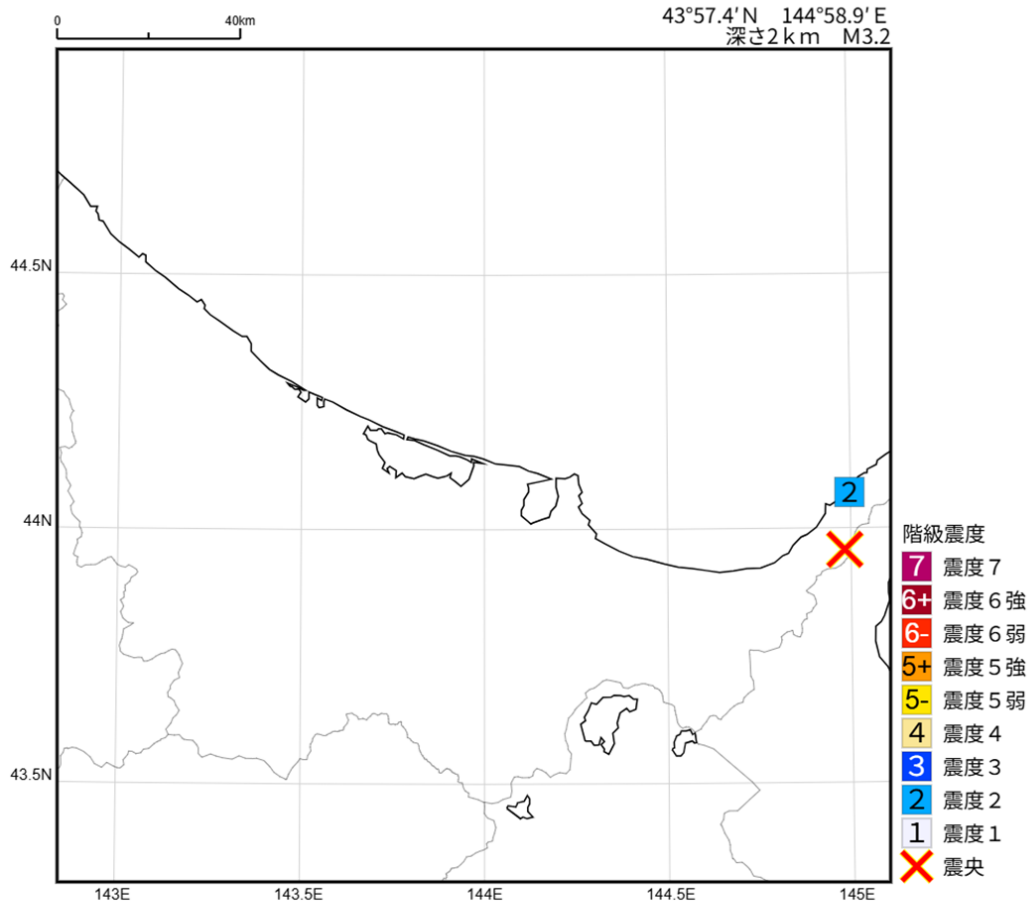 0 40km
43°57.4′N 144°58.9′E
深さ2ｋｍ M3.2
44.5N
44N
43.5N
143E 143.5E 144E 144.5E 145E
2
階級震度
7 震度７
6+ 震度６強
6- 震度６弱
5+ 震度５強
5- 震度５弱
4 震度４
3 震度３
2 震度２
1 震度１
震央